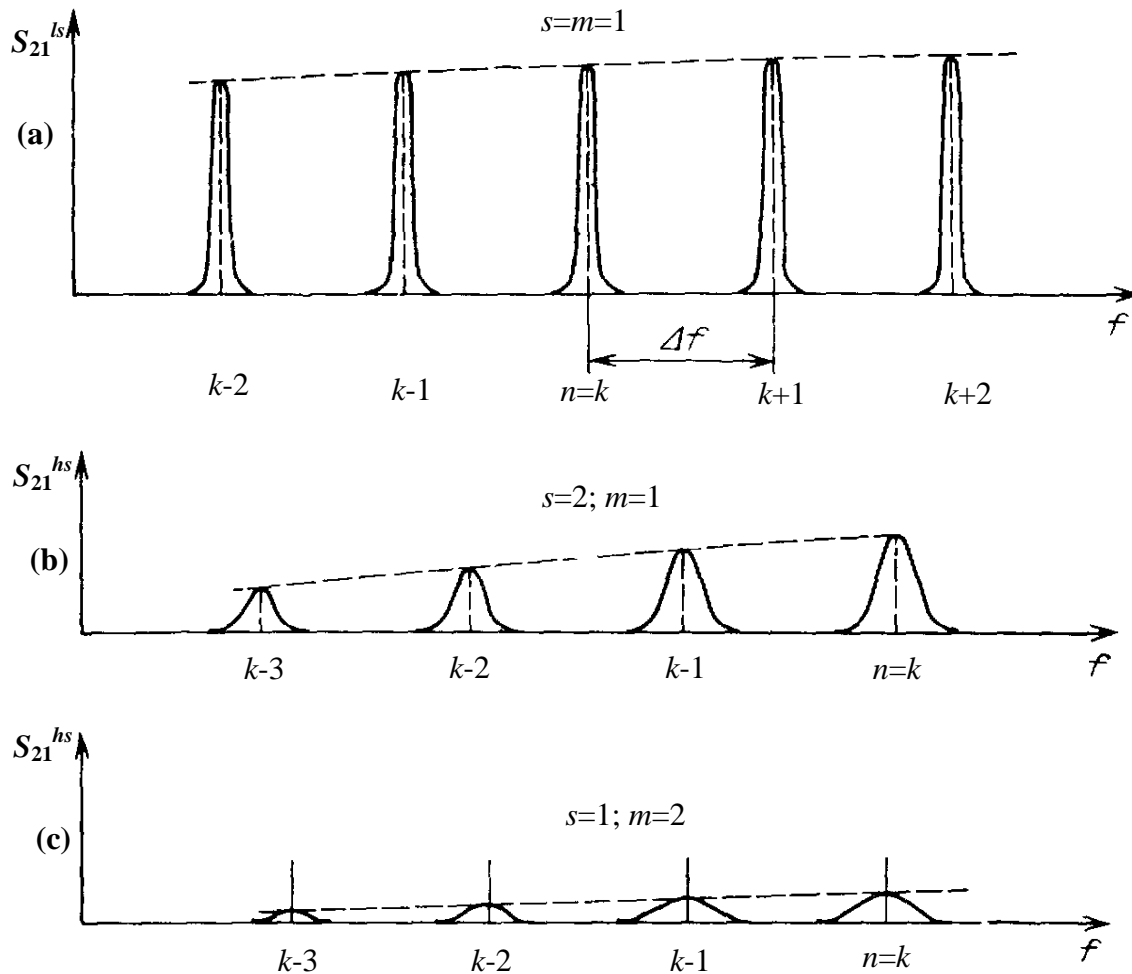 S₂₁ˡˢ
s=m=1
(a)
f
Δf
k-2 k-1 n=k k+1 k+2
S₂₁ʰˢ
s=2; m=1
(b)
f
k-3 k-2 k-1 n=k
S₂₁ʰˢ
s=1; m=2
(c)
f
k-3 k-2 k-1 n=k